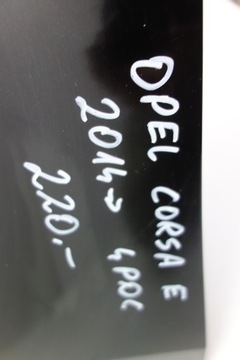 OPEL CORSA E
2014→ 4POC
220.-